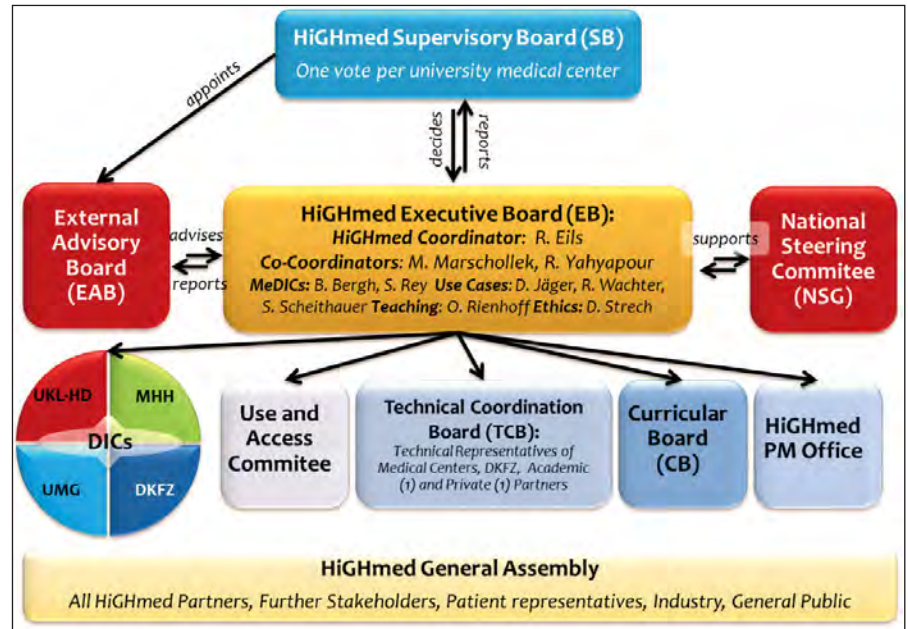 HiGHmed Supervisory Board (SB)
One vote per university medical center
appoints
decides
reports
External
Advisory
Board
(EAB)
advises
reports
HiGHmed Executive Board (EB):
HiGHmed Coordinator: R. Eils
Co-Coordinators: M. Marschollek, R. Yahyapour
MeDICs: B. Bergh, S. Rey Use Cases: D. Jäger, R. Wachter,
S. Scheithauer Teaching: O. Rienhoff Ethics: D. Strech
supports
National
Steering
Commitee
(NSG)
UKL-HD
MHH
DICs
UMG
DKFZ
Use and
Access
Commitee
Technical Coordination
Board (TCB):
Technical Representatives of
Medical Centers, DKFZ, Academic
(1) and Private (1) Partners
Curricular
Board
(CB)
HiGHmed
PM Office
HiGHmed General Assembly
All HiGHmed Partners, Further Stakeholders, Patient representatives, Industry, General Public